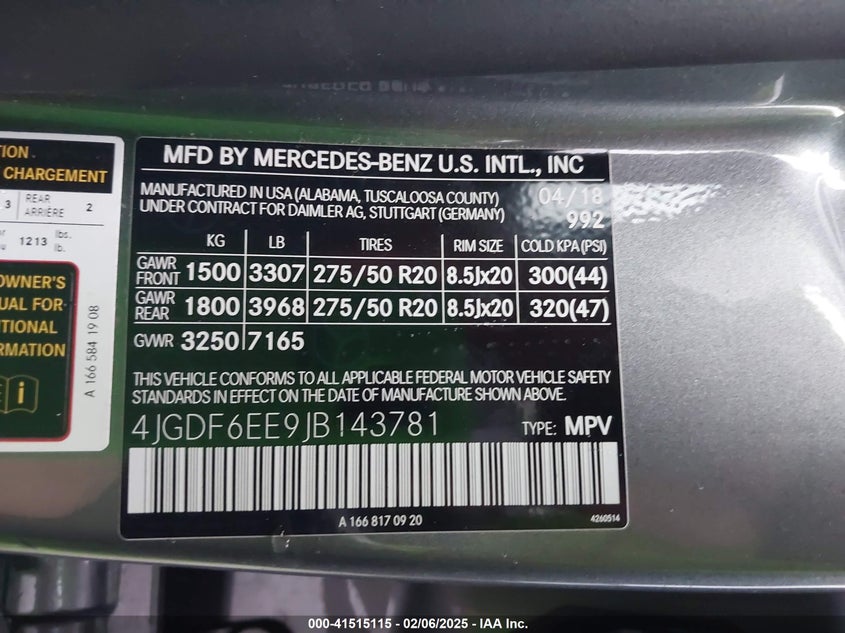 TION
CHARGEMENT
3 REAR ARRIÈRE 2
1213 lbs. lb.
OWNER'S
FOR
INFORMATION
A 166 584 19 08
MFD BY MERCEDES-BENZ U.S. INTL., INC
MANUFACTURED IN USA (ALABAMA, TUSCALOOSA COUNTY) 04/18
UNDER CONTRACT FOR DAIMLER AG, STUTTGART (GERMANY) 992
KG LB TIRES RIM SIZE COLD KPA (PSI)
GAWR FRONT 1500 3307 275/50 R20 8.5Jx20 300(44)
GAWR REAR 1800 3968 275/50 R20 8.5Jx20 320(47)
GVWR 3250 7165
THIS VEHICLE CONFORMS TO ALL APPLICABLE FEDERAL MOTOR VEHICLE SAFETY
STANDARDS IN EFFECT ON THE DATE OF MANUFACTURE SHOWN ABOVE.
4JGDF6EE9JB143781 TYPE: MPV
A 166 817 09 20 4260514
000-41515115 - 02/06/2025 - IAA Inc.